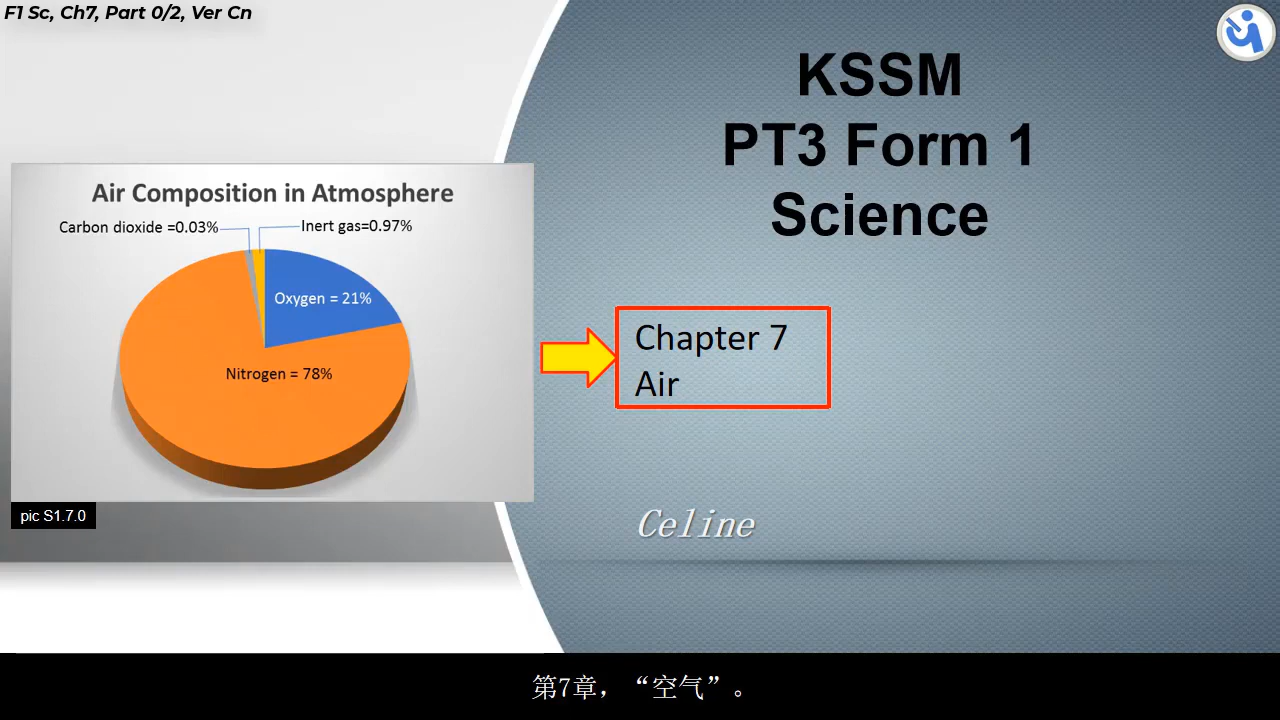 F1 Sc, Ch7, Part 0/2, Ver Cn
KSSM
PT3 Form 1
Science
Air Composition in Atmosphere
Carbon dioxide =0.03%
Inert gas=0.97%
Oxygen = 21%
Nitrogen = 78%
pic S1.7.0
Chapter 7
Air
Celine
第7章，“空气”。